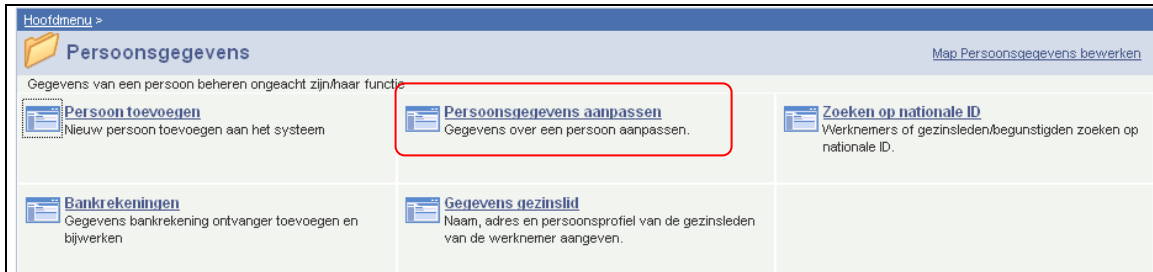 Hoofdmenu >
Persoonsgegevens
Map Persoonsgegevens bewerken
Gegevens van een persoon beheren ongeacht zijn/haar functie
Persoon toevoegen
Nieuw persoon toevoegen aan het systeem
Persoonsgegevens aanpassen
Gegevens over een persoon aanpassen.
Zoeken op nationale ID
Werknemers of gezinsleden/begunstigden zoeken op
nationale ID.
Bankrekeningen
Gegevens bankrekening ontvanger toevoegen en
bijwerken
Gegevens gezinslid
Naam, adres en persoonsprofiel van de gezinsleden
van de werknemer aangeven.